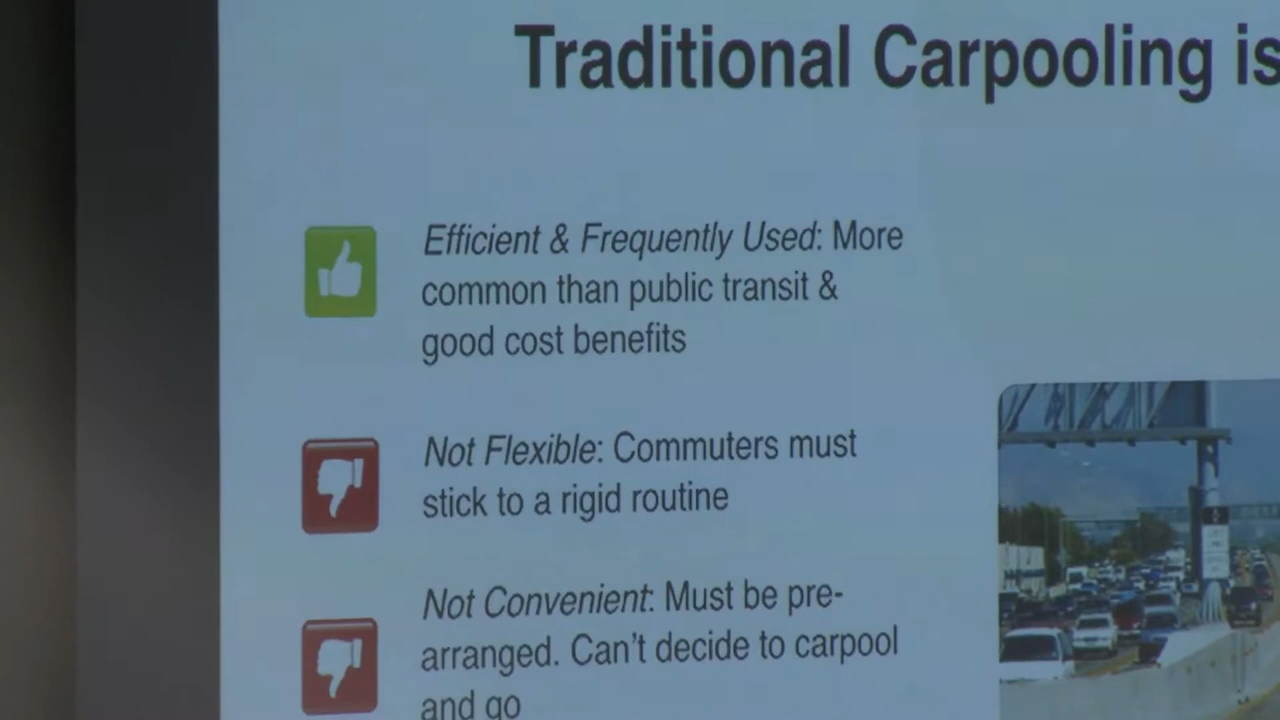 Traditional Carpooling is
Efficient & Frequently Used: More
common than public transit &
good cost benefits
Not Flexible: Commuters must
stick to a rigid routine
Not Convenient: Must be pre-
arranged. Can't decide to carpool
and go